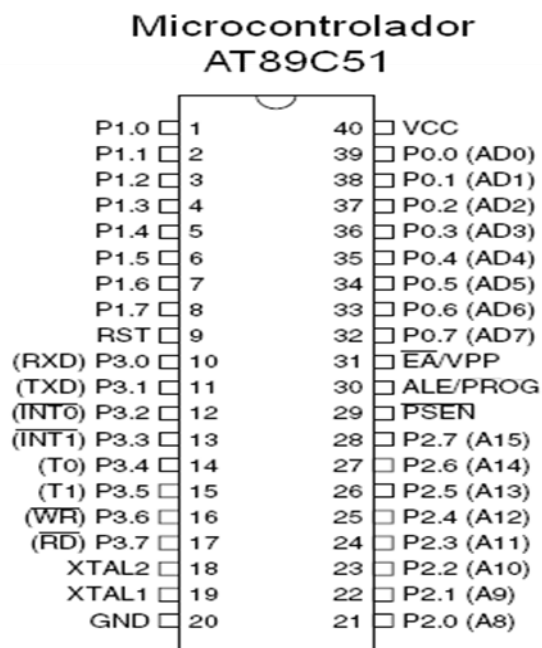 Microcontrolador
AT89C51
P1.0 1 40 VCC
P1.1 2 39 P0.0 (AD0)
P1.2 3 38 P0.1 (AD1)
P1.3 4 37 P0.2 (AD2)
P1.4 5 36 P0.3 (AD3)
P1.5 6 35 P0.4 (AD4)
P1.6 7 34 P0.5 (AD5)
P1.7 8 33 P0.6 (AD6)
RST 9 32 P0.7 (AD7)
(RXD) P3.0 10 31 E̅A̅/VPP
(TXD) P3.1 11 30 ALE/PROG
(I̅N̅T̅0̅) P3.2 12 29 P̅S̅E̅N̅
(I̅N̅T̅1̅) P3.3 13 28 P2.7 (A15)
(T0) P3.4 14 27 P2.6 (A14)
(T1) P3.5 15 26 P2.5 (A13)
(W̅R̅) P3.6 16 25 P2.4 (A12)
(R̅D̅) P3.7 17 24 P2.3 (A11)
XTAL2 18 23 P2.2 (A10)
XTAL1 19 22 P2.1 (A9)
GND 20 21 P2.0 (A8)